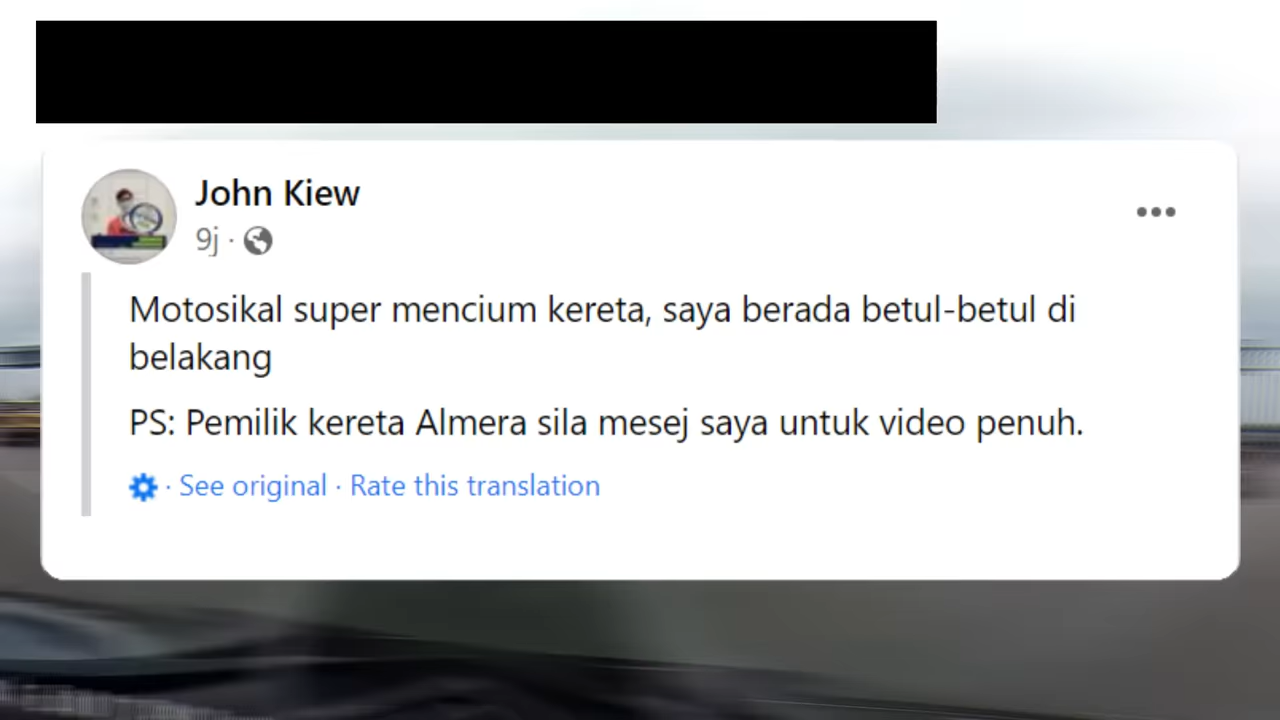 John Kiew
9j ·
Motosikal super mencium kereta, saya berada betul-betul di
belakang
PS: Pemilik kereta Almera sila mesej saya untuk video penuh.
· See original · Rate this translation